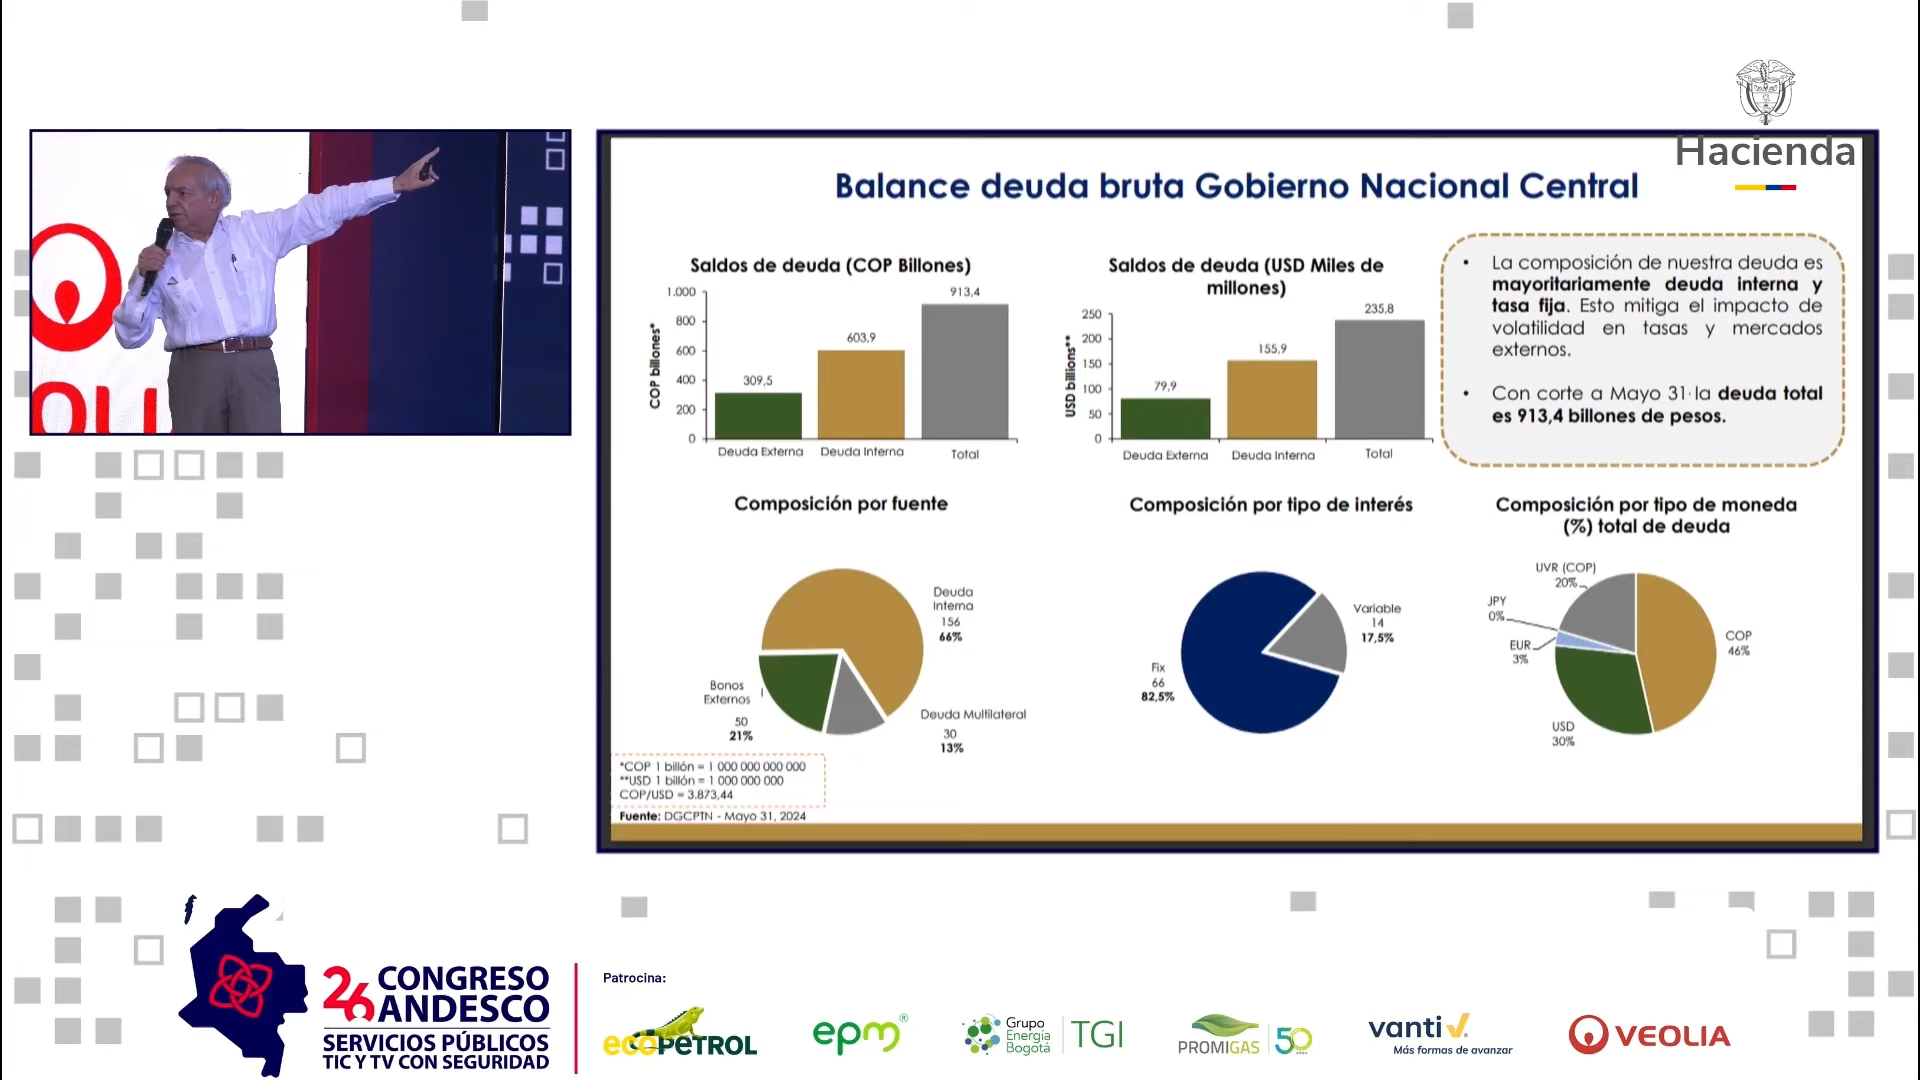 Hacienda
Balance deuda bruta Gobierno Nacional Central
Saldos de deuda (COP Billones)
COP billones*
1.000
800
600
400
200
0
309,5
603,9
913,4
Deuda Externa
Deuda Interna
Total
Saldos de deuda (USD Miles de
millones)
USD billions**
250
200
150
100
50
0
79,9
155,9
235,8
Deuda Externa
Deuda Interna
Total
• La composición de nuestra deuda es
mayoritariamente deuda interna y
tasa fija. Esto mitiga el impacto de
volatilidad en tasas y mercados
externos.
• Con corte a Mayo 31 la deuda total
es 913,4 billones de pesos.
Composición por fuente
Deuda
Interna
156
66%
Bonos
Externos
50
21%
Deuda Multilateral
30
13%
Composición por tipo de interés
Variable
14
17,5%
Fix
66
82,5%
Composición por tipo de moneda
(%) total de deuda
UVR (COP)
20%
JPY
0%
EUR
3%
COP
46%
USD
30%
*COP 1 billón = 1 000 000 000 000
**USD 1 billón = 1 000 000 000
COP/USD = 3.873,44
Fuente: DGCPTN - Mayo 31, 2024
26 CONGRESO
ANDESCO
SERVICIOS PÚBLICOS
TIC Y TV CON SEGURIDAD
Patrocina:
ecoPETROL
epm®
Grupo
Energía
Bogotá
TGI
PROMIGAS
50
años
vanti
Más formas de avanzar
VEOLIA